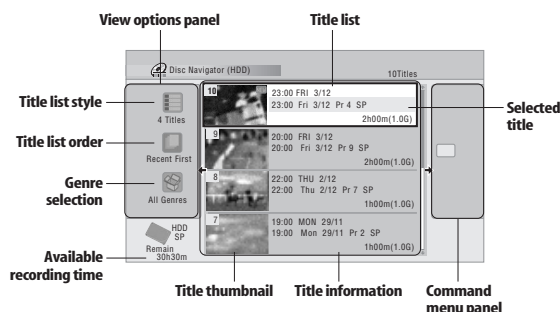 View options panel
Title list
Disc Navigator (HDD)
10Titles
Title list style
4 Titles
Title list order
Recent First
Genre
selection
All Genres
HDD
SP
Remain
30h30m
Available
recording time
10
23:00 FRI 3/12
23:00 Fri 3/12 Pr 4 SP
2h00m(1.0G)
9
20:00 FRI 3/12
20:00 Fri 3/12 Pr 9 SP
2h00m(1.0G)
8
22:00 THU 2/12
22:00 Thu 2/12 Pr 7 SP
1h00m(1.0G)
7
19:00 MON 29/11
19:00 Mon 29/11 Pr 2 SP
1h00m(1.0G)
Selected
title
Title thumbnail
Title information
Command
menu panel